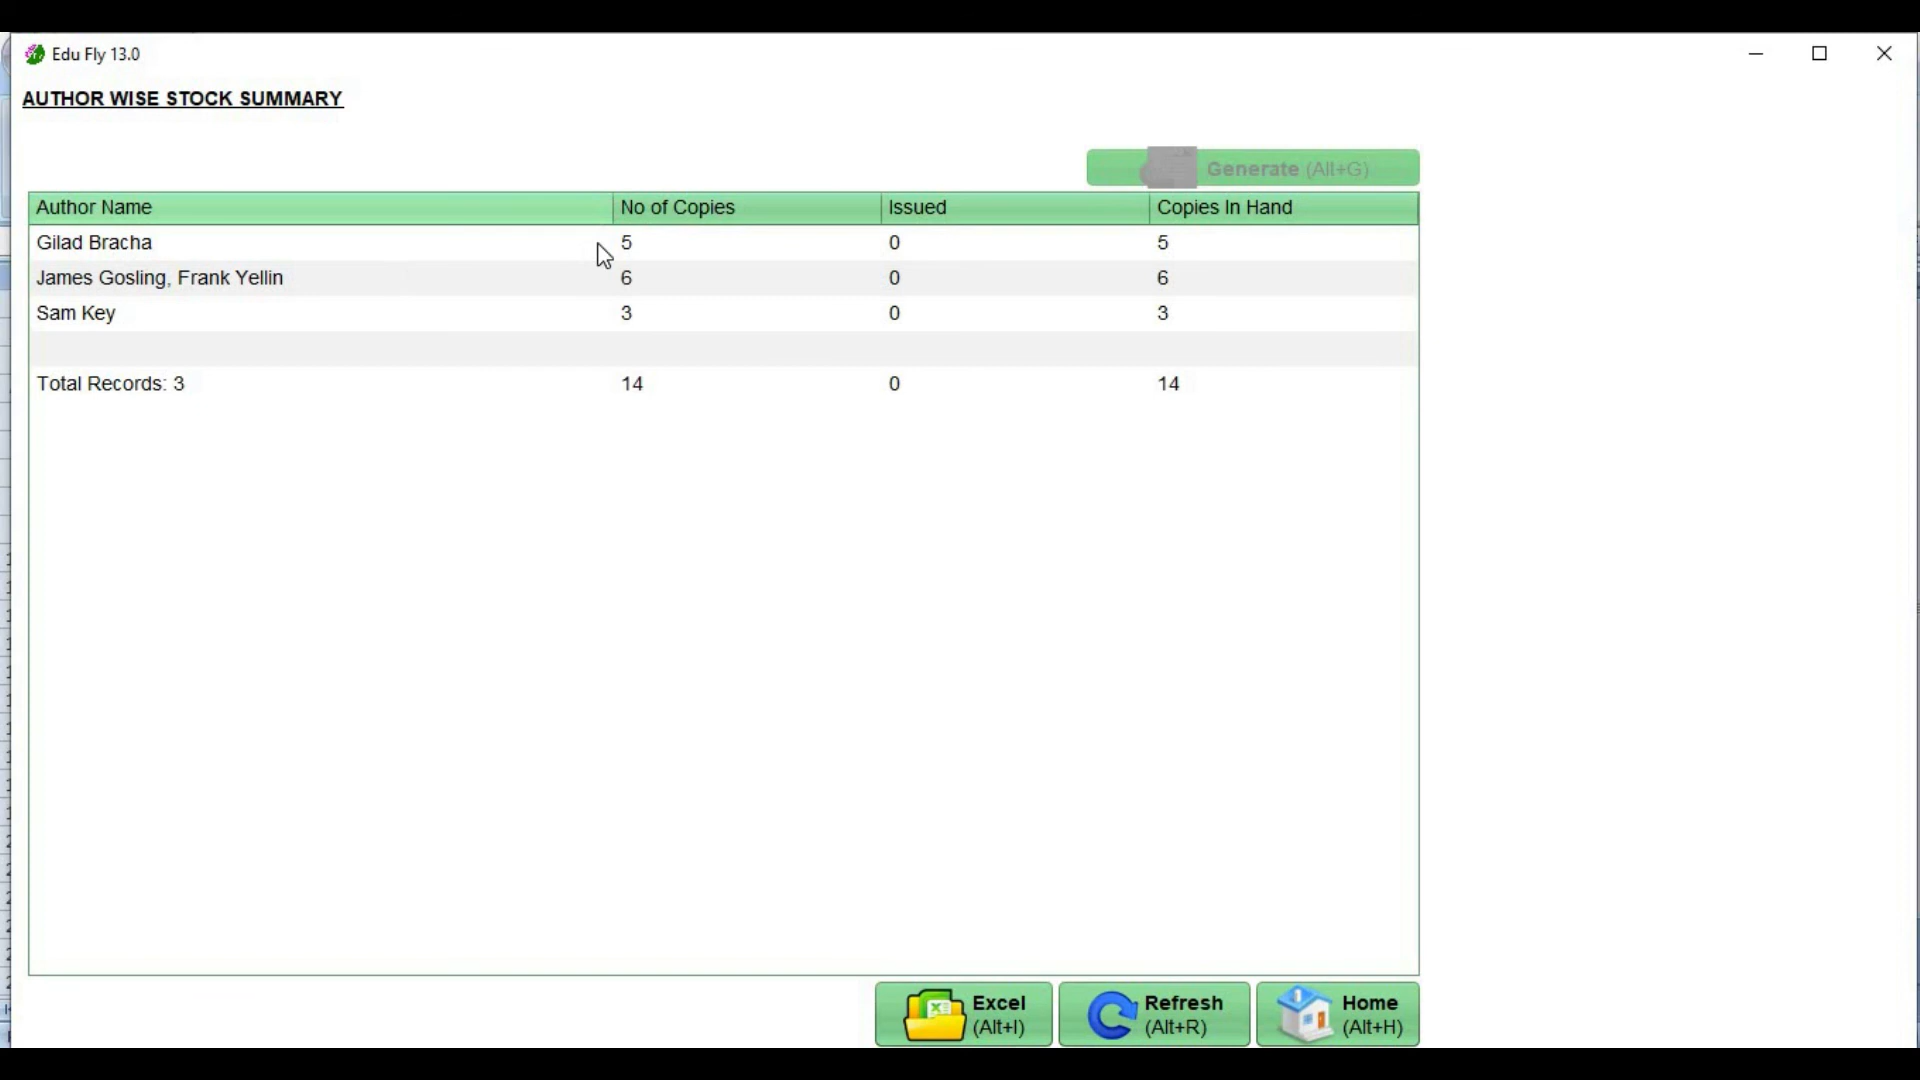 Edu Fly 13.0
AUTHOR WISE STOCK SUMMARY
Generate (Alt+G)
Author Name No of Copies Issued Copies In Hand
Gilad Bracha 5 0 5
James Gosling, Frank Yellin 6 0 6
Sam Key 3 0 3
Total Records: 3 14 0 14
Excel (Alt+I)
Refresh (Alt+R)
Home (Alt+H)